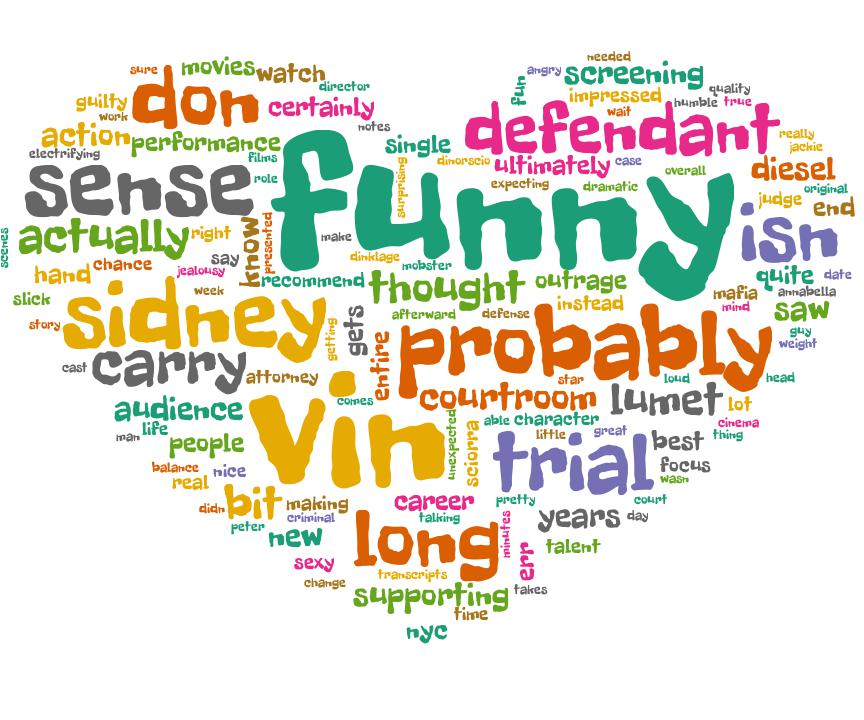 needed
sure
movies
watch
angry
screening
director
fun
quality
guilty
don
certainly
impressed
humble
true
work
wait
notes
action
performance
single
defendant
really
jackie
electrifying
films
surprising
dinorscio
ultimately
case
overall
diesel
sense
role
funny
expecting
dramatic
original
judge
end
scenes
actually
right
know
presented
make
isn
say
dinklage
mobster
hand
chance
jealousy
recommend
thought
outrage
quite
date
slick
week
mafia
annabella
mind
saw
instead
story
sidney
getting
gets
afterward
defense
probably
guy
weight
cast
carry
attorney
entire
star
loud
head
comes
courtroom
lumet
lot
audience
vin
unexpected
able
character
cinema
man
life
little
great
thing
people
sciorra
trial
best
balance
nice
focus
real
wasn
didn
bit
making
career
pretty
court
peter
criminal
talking
years
day
new
long
minutes
err
talent
sexy
transcripts
change
supporting
takes
time
nyc